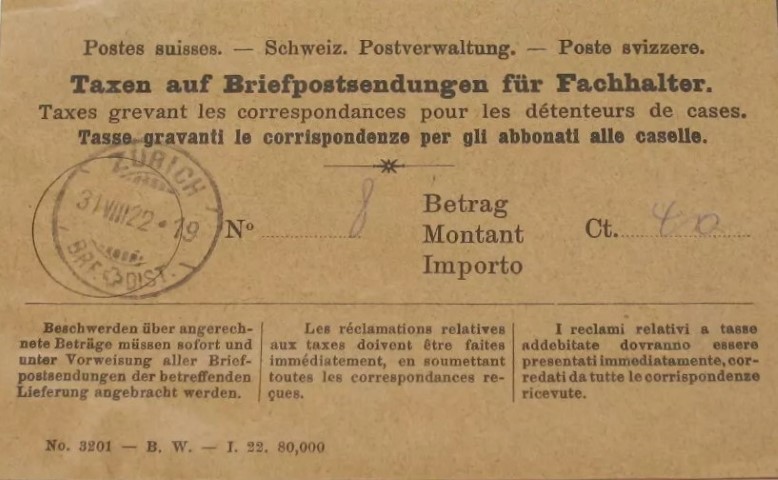 Postes suisses. — Schweiz. Postverwaltung. — Poste svizzere.
Taxen auf Briefpostsendungen für Fachhalter.
Taxes grevant les correspondances pour les détenteurs de cases.
Tasse gravanti le corrispondenze per gli abbonati alle caselle.
ZÜRICH
31 VIII 22 • 19
BRF. DIST.
Nº 8
Betrag
Montant
Importo
Ct. 40
Beschwerden über angerech-
nete Beträge müssen sofort und
unter Vorweisung aller Brief-
postsendungen der betreffenden
Lieferung angebracht werden.
Les réclamations relatives
aux taxes doivent être faites
immédiatement, en soumettant
toutes les correspondances re-
çues.
I reclami relativi a tasse
addebitate dovranno essere
presentati immediatamente, cor-
redati da tutte le corrispondenze
ricevute.
No. 3201 — B. W. — I. 22. 80,000